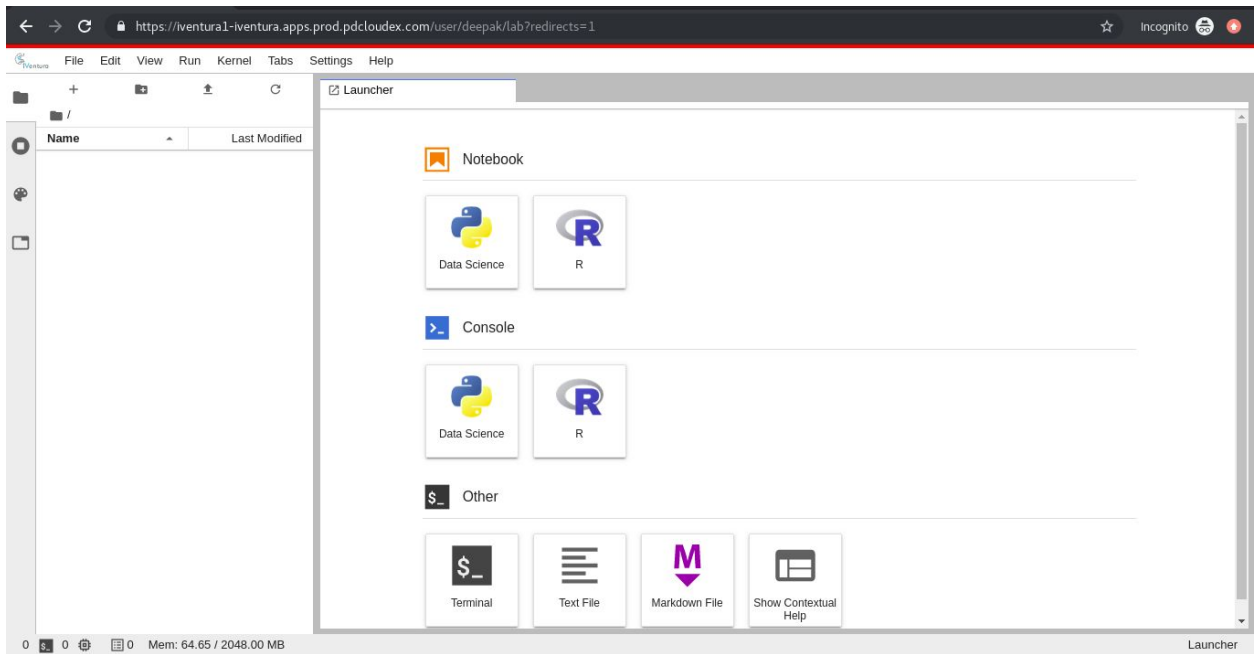 https://iventura1-iventura.apps.prod.pdcloudex.com/user/deepak/lab?redirects=1 Incognito
iVentura File Edit View Run Kernel Tabs Settings Help
Launcher
/
Name Last Modified
Notebook
Data Science R
Console
Data Science R
$_ Other
$_ M
Terminal Text File Markdown File Show Contextual
Help
0 $_ 0 0 Mem: 64.65 / 2048.00 MB Launcher